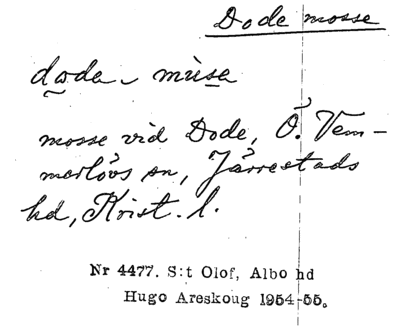 Dode mosse
dode, mùse
mosse vid Dode, Ö. Vem-
merlövs sn, Järrestads
hd, Krist. l.
Nr 4477. S:t Olof, Albo hd
Hugo Areskoug 1954-55.